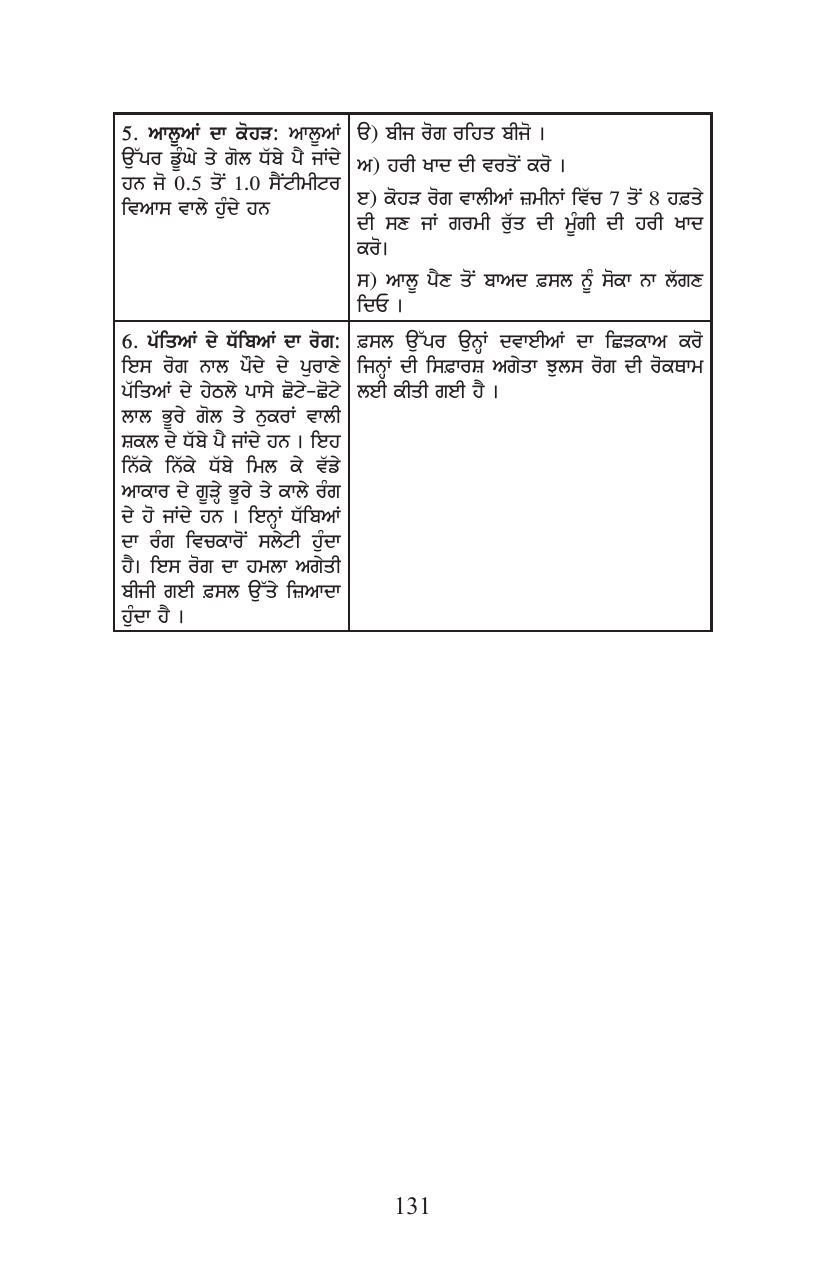 5. ਆਲੂਆਂ ਦਾ ਕੋਹੜ: ਆਲੂਆਂ
ਉੱਪਰ ਡੂੰਘੇ ਤੇ ਗੋਲ ਧੱਬੇ ਪੈ ਜਾਂਦੇ
ਹਨ ਜੋ 0.5 ਤੋਂ 1.0 ਸੈਂਟੀਮੀਟਰ
ਵਿਆਸ ਵਾਲੇ ਹੁੰਦੇ ਹਨ
ੳ) ਬੀਜ ਰੋਗ ਰਹਿਤ ਬੀਜੋ ।
ਅ) ਹਰੀ ਖਾਦ ਦੀ ਵਰਤੋਂ ਕਰੋ ।
ੲ) ਕੋਹੜ ਰੋਗ ਵਾਲੀਆਂ ਜ਼ਮੀਨਾਂ ਵਿੱਚ 7 ਤੋਂ 8 ਹਫ਼ਤੇ
ਦੀ ਸਣ ਜਾਂ ਗਰਮੀ ਰੁੱਤ ਦੀ ਮੂੰਗੀ ਦੀ ਹਰੀ ਖਾਦ
ਕਰੋ।
ਸ) ਆਲੂ ਪੈਣ ਤੋਂ ਬਾਅਦ ਫ਼ਸਲ ਨੂੰ ਸੋਕਾ ਨਾ ਲੱਗਣ
ਦਿਓ ।
6. ਪੱਤਿਆਂ ਦੇ ਧੱਬਿਆਂ ਦਾ ਰੋਗ:
ਇਸ ਰੋਗ ਨਾਲ ਪੌਦੇ ਦੇ ਪੁਰਾਣੇ
ਪੱਤਿਆਂ ਦੇ ਹੇਠਲੇ ਪਾਸੇ ਛੋਟੇ-ਛੋਟੇ
ਲਾਲ ਭੂਰੇ ਗੋਲ ਤੇ ਨੁਕਰਾਂ ਵਾਲੀ
ਸ਼ਕਲ ਦੇ ਧੱਬੇ ਪੈ ਜਾਂਦੇ ਹਨ । ਇਹ
ਨਿੱਕੇ ਨਿੱਕੇ ਧੱਬੇ ਮਿਲ ਕੇ ਵੱਡੇ
ਆਕਾਰ ਦੇ ਗੂੜ੍ਹੇ ਭੂਰੇ ਤੇ ਕਾਲੇ ਰੰਗ
ਦੇ ਹੋ ਜਾਂਦੇ ਹਨ । ਇਨ੍ਹਾਂ ਧੱਬਿਆਂ
ਦਾ ਰੰਗ ਵਿਚਕਾਰੋਂ ਸਲੇਟੀ ਹੁੰਦਾ
ਹੈ। ਇਸ ਰੋਗ ਦਾ ਹਮਲਾ ਅਗੇਤੀ
ਬੀਜੀ ਗਈ ਫ਼ਸਲ ਉੱਤੇ ਜ਼ਿਆਦਾ
ਹੁੰਦਾ ਹੈ ।
ਫ਼ਸਲ ਉੱਪਰ ਉਨ੍ਹਾਂ ਦਵਾਈਆਂ ਦਾ ਛਿੜਕਾਅ ਕਰੋ
ਜਿਨ੍ਹਾਂ ਦੀ ਸਿਫ਼ਾਰਸ਼ ਅਗੇਤਾ ਝੁਲਸ ਰੋਗ ਦੀ ਰੋਕਥਾਮ
ਲਈ ਕੀਤੀ ਗਈ ਹੈ ।
131